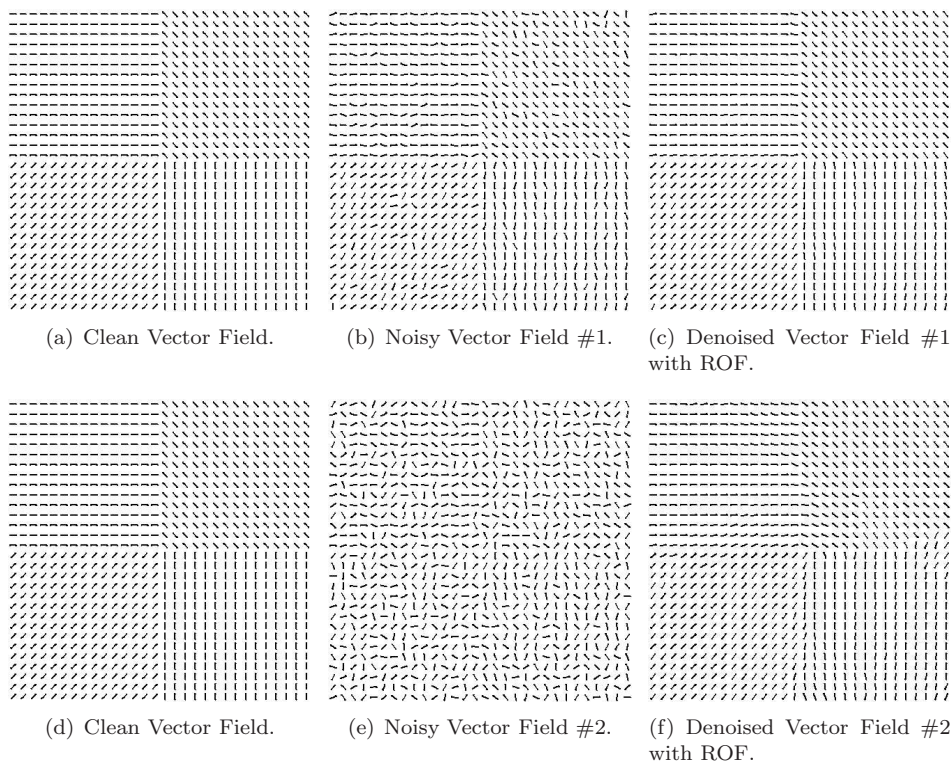 (a) Clean Vector Field.
(b) Noisy Vector Field #1.
(c) Denoised Vector Field #1
with ROF.
(d) Clean Vector Field.
(e) Noisy Vector Field #2.
(f) Denoised Vector Field #2
with ROF.